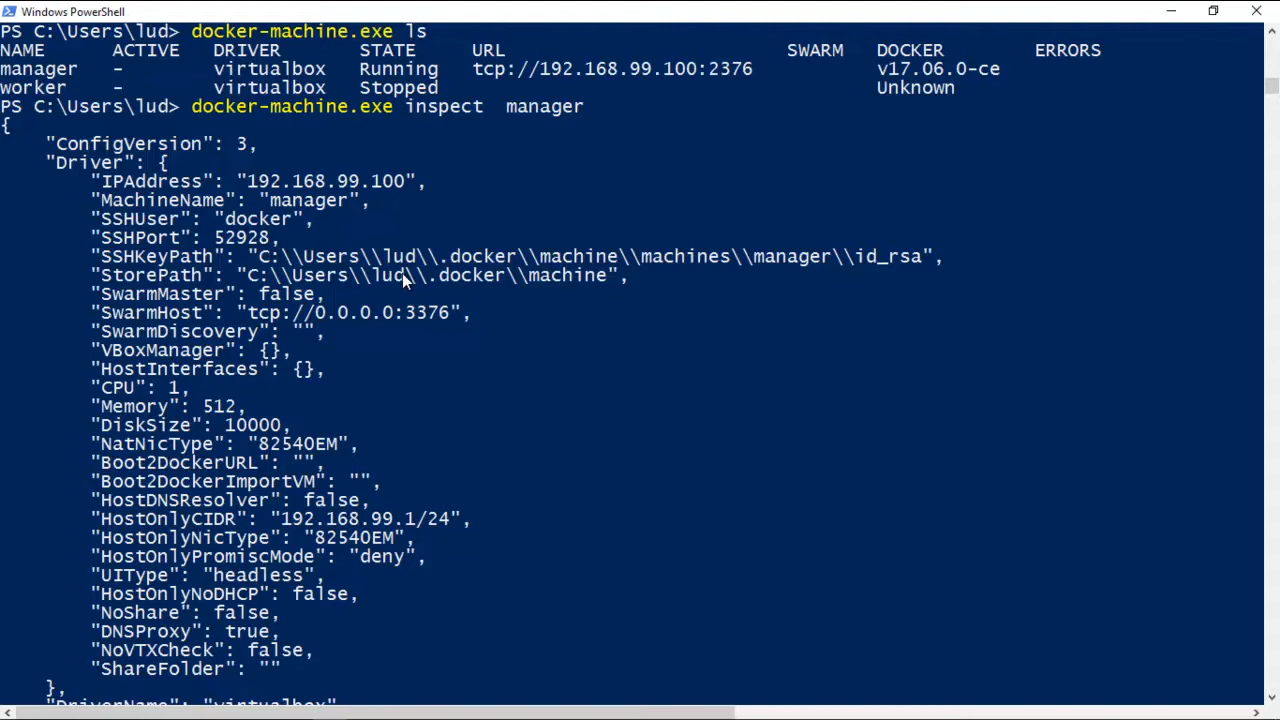 Windows PowerShell
PS C:\Users\lud> docker-machine.exe ls
NAME ACTIVE DRIVER STATE URL SWARM DOCKER ERRORS
manager - virtualbox Running tcp://192.168.99.100:2376 v17.06.0-ce
worker - virtualbox Stopped Unknown
PS C:\Users\lud> docker-machine.exe inspect  manager
{
    "ConfigVersion": 3,
    "Driver": {
        "IPAddress": "192.168.99.100",
        "MachineName": "manager",
        "SSHUser": "docker",
        "SSHPort": 52928,
        "SSHKeyPath": "C:\\Users\\lud\\.docker\\machine\\machines\\manager\\id_rsa",
        "StorePath": "C:\\Users\\lud\\.docker\\machine",
        "SwarmMaster": false,
        "SwarmHost": "tcp://0.0.0.0:3376",
        "SwarmDiscovery": "",
        "VBoxManager": {},
        "HostInterfaces": {},
        "CPU": 1,
        "Memory": 512,
        "DiskSize": 10000,
        "NatNicType": "82540EM",
        "Boot2DockerURL": "",
        "Boot2DockerImportVM": "",
        "HostDNSResolver": false,
        "HostOnlyCIDR": "192.168.99.1/24",
        "HostOnlyNicType": "82540EM",
        "HostOnlyPromiscMode": "deny",
        "UIType": "headless",
        "HostOnlyNoDHCP": false,
        "NoShare": false,
        "DNSProxy": true,
        "NoVTXCheck": false,
        "ShareFolder": ""
    },
    "DriverName": "virtualbox"